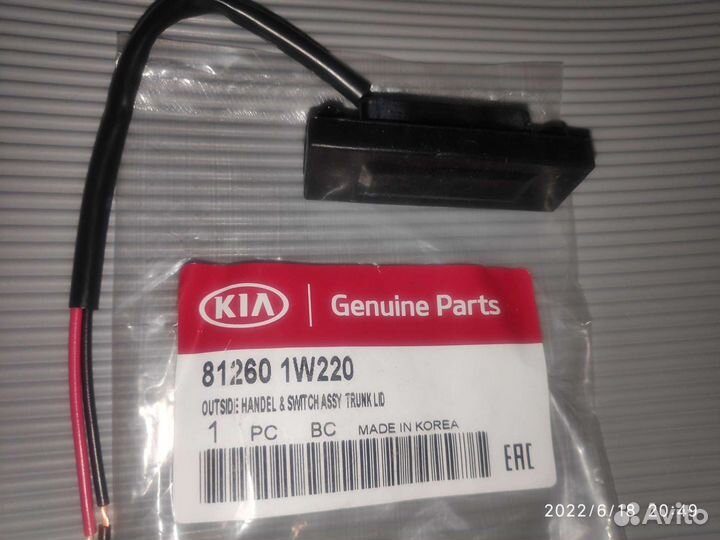 KIA Genuine Parts
81260 1W220
OUTSIDE HANDEL & SWITCH ASSY TRUNK LID
1 PC BC MADE IN KOREA
EAC
2022/6/18 20:49
Avito